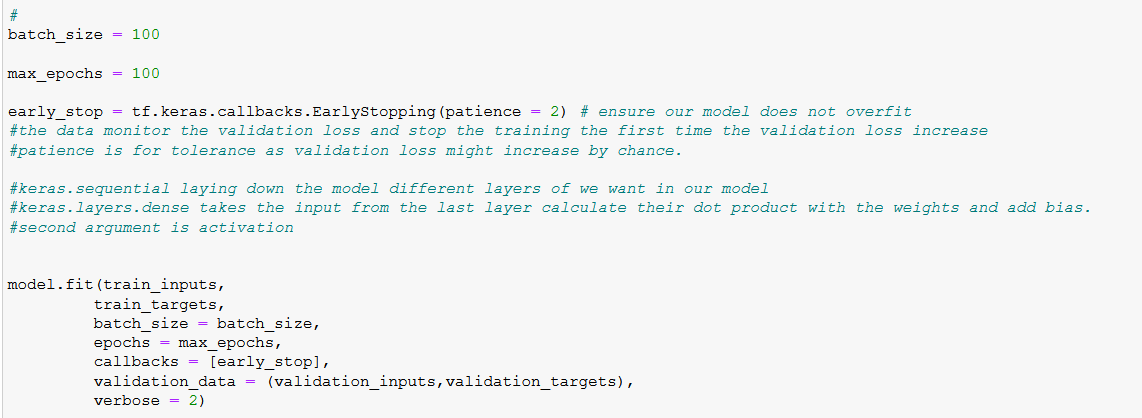 #
batch_size = 100
max_epochs = 100
early_stop = tf.keras.callbacks.EarlyStopping(patience = 2) # ensure our model does not overfit
#the data monitor the validation loss and stop the training the first time the validation loss increase
#patience is for tolerance as validation loss might increase by chance.
#keras.sequential laying down the model different layers of we want in our model
#keras.layers.dense takes the input from the last layer calculate their dot product with the weights and add bias.
#second argument is activation
model.fit(train_inputs,
train_targets,
batch_size = batch_size,
epochs = max_epochs,
callbacks = [early_stop],
validation_data = (validation_inputs,validation_targets),
verbose = 2)